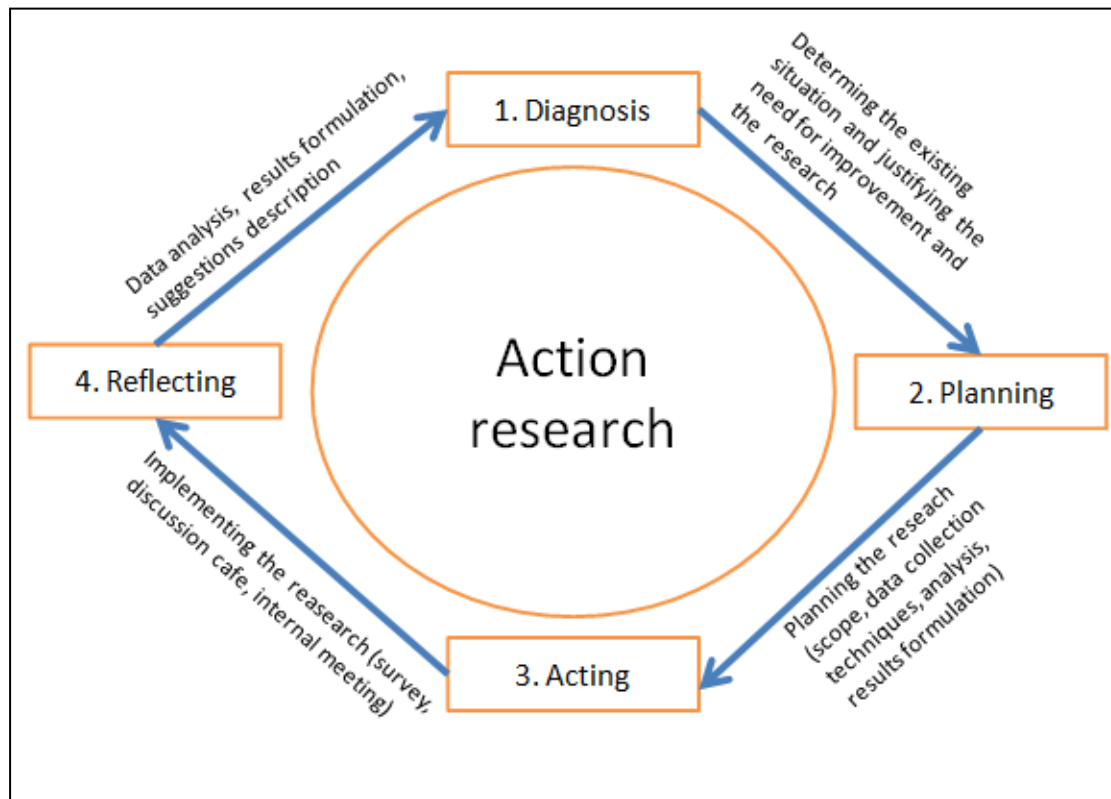 1. Diagnosis
Determining the existing
situation and justifying the
need for improvement and
the research
2. Planning
Planning the reseach
(scope, data collection
techniques, analysis,
results formulation)
3. Acting
Implementing the reasearch (survey,
discussion cafe, internal meeting)
4. Reflecting
Data analysis, results formulation,
suggestions description
Action
research